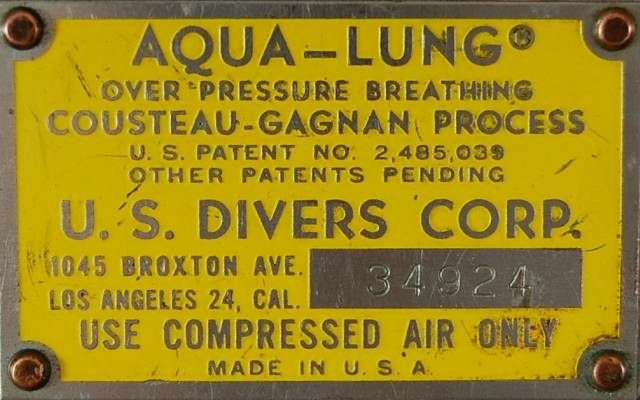 AQUA-LUNG®
OVER PRESSURE BREATHING
COUSTEAU-GAGNAN PROCESS
U. S. PATENT NO. 2,485,039
OTHER PATENTS PENDING
U. S. DIVERS CORP.
1045 BROXTON AVE.
LOS ANGELES 24, CAL.
34924
USE COMPRESSED AIR ONLY
MADE IN U. S. A.